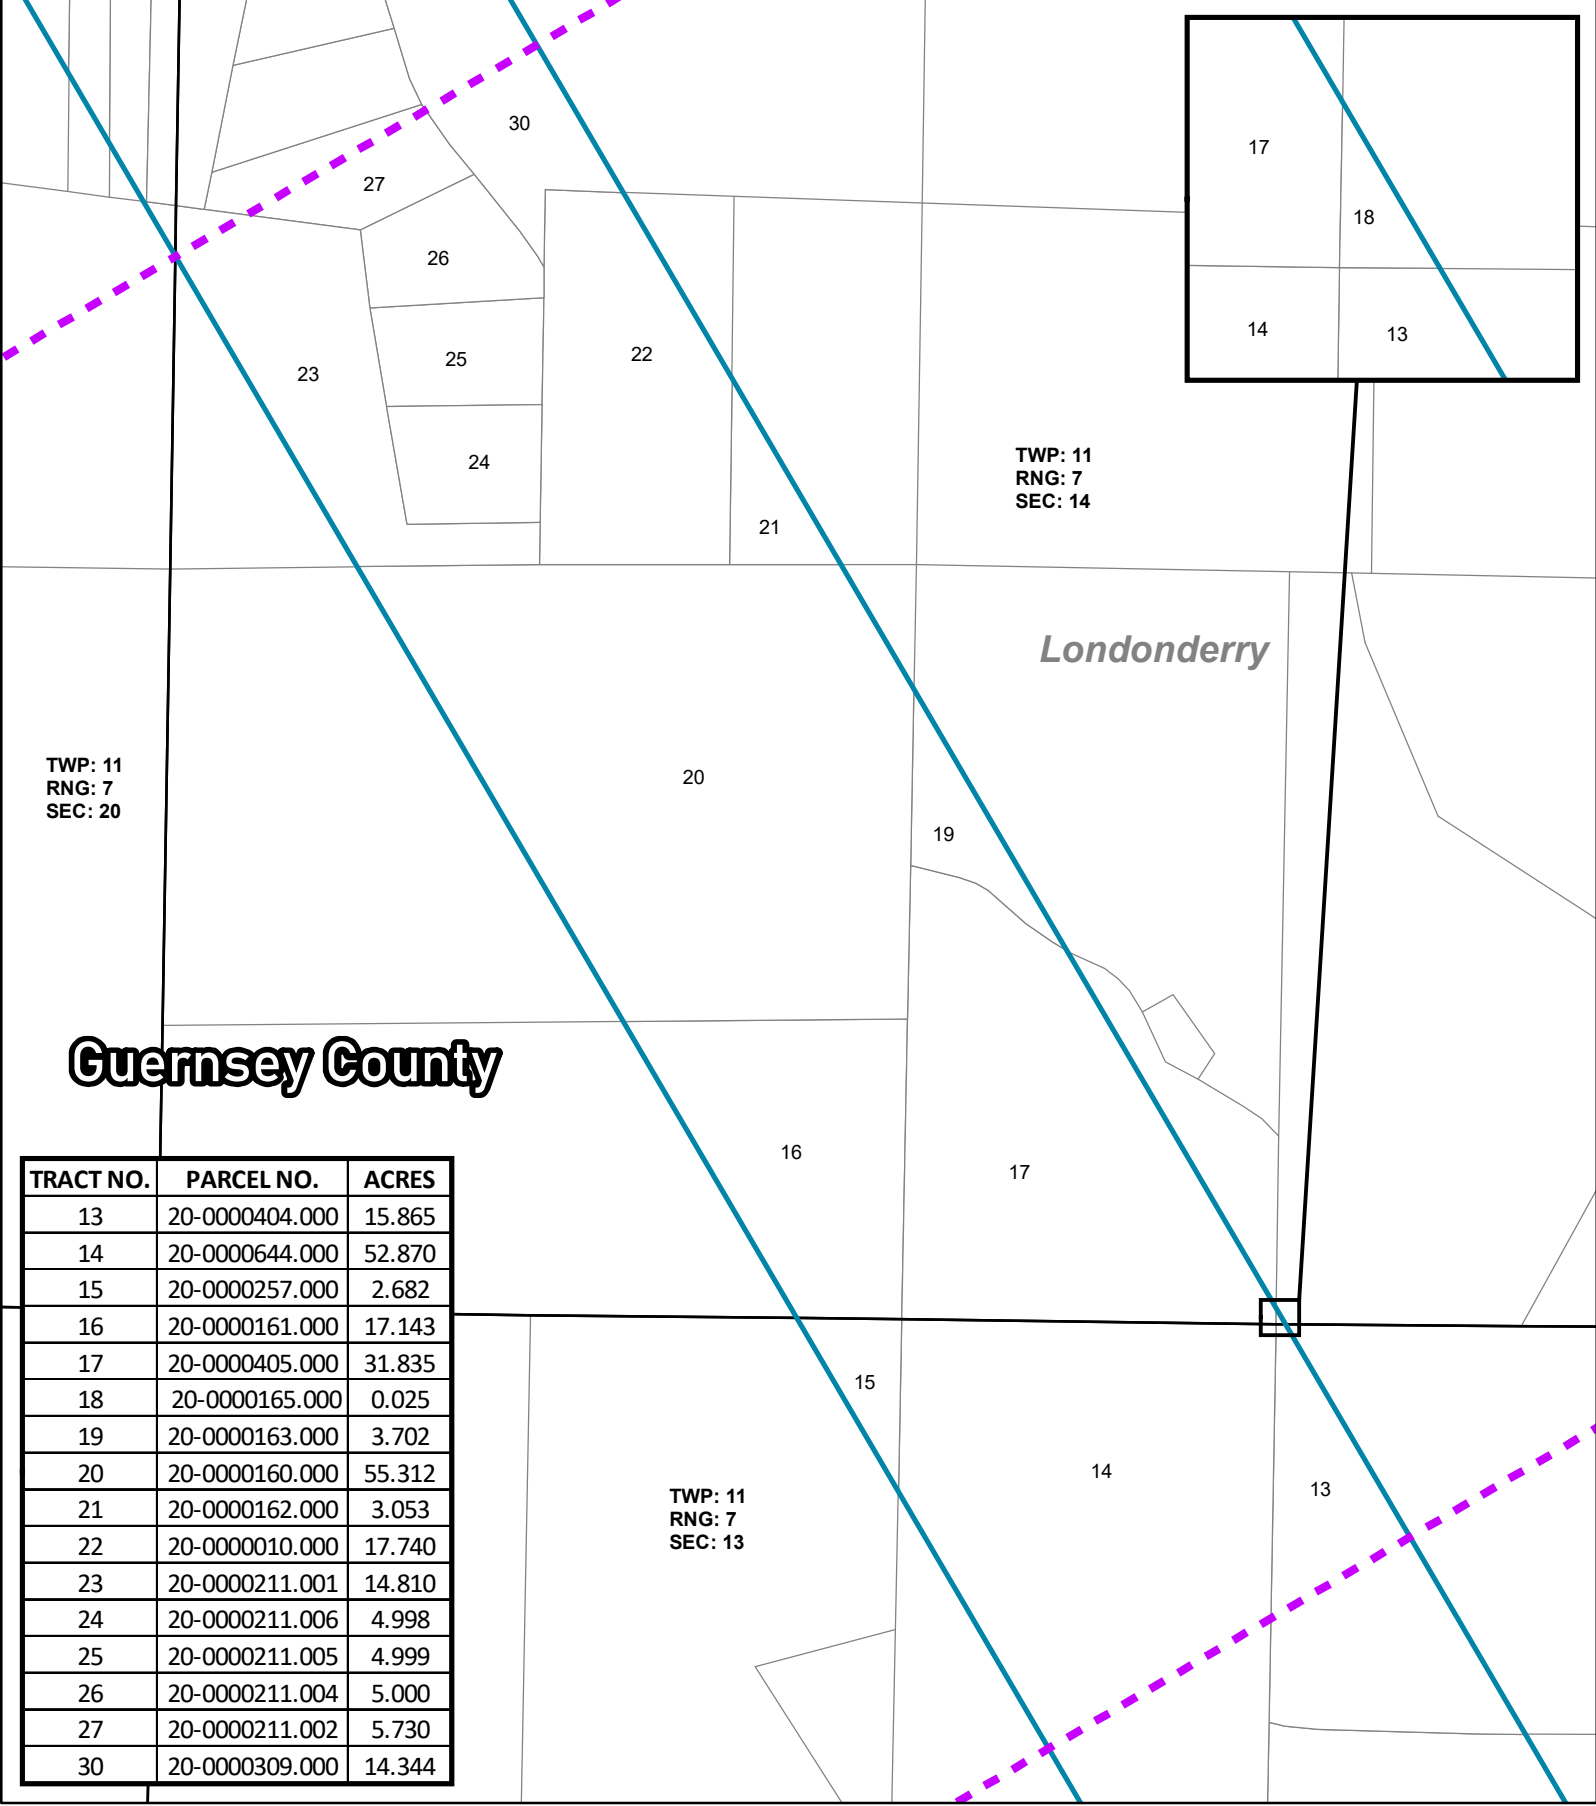 30
17
27
18
26
14
13
22
25
23
TWP: 11
RNG: 7
SEC: 14
24
21
Londonderry
TWP: 11
RNG: 7
SEC: 20
20
19
Guernsey County
16
17
TRACT NO. PARCEL NO. ACRES
13 20-0000404.000 15.865
14 20-0000644.000 52.870
15 20-0000257.000 2.682
16 20-0000161.000 17.143
17 20-0000405.000 31.835
18 20-0000165.000 0.025
19 20-0000163.000 3.702
20 20-0000160.000 55.312
21 20-0000162.000 3.053
22 20-0000010.000 17.740
23 20-0000211.001 14.810
24 20-0000211.006 4.998
25 20-0000211.005 4.999
26 20-0000211.004 5.000
27 20-0000211.002 5.730
30 20-0000309.000 14.344
15
14
13
TWP: 11
RNG: 7
SEC: 13